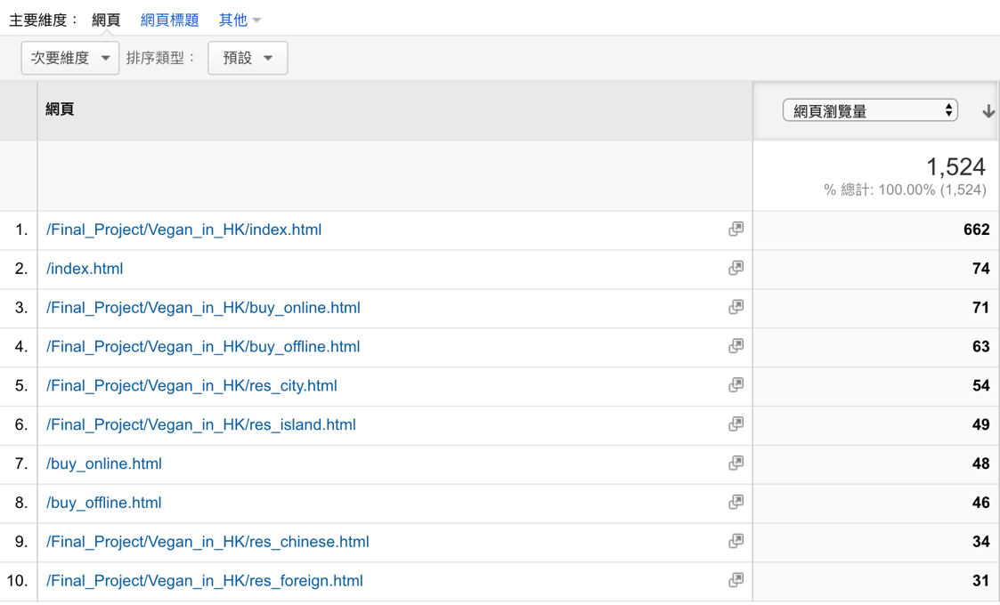 主要維度： 網頁 網頁標題 其他
次要維度 排序類型： 預設
網頁 網頁瀏覽量
1,524
% 總計: 100.00% (1,524)
1. /Final_Project/Vegan_in_HK/index.html 662
2. /index.html 74
3. /Final_Project/Vegan_in_HK/buy_online.html 71
4. /Final_Project/Vegan_in_HK/buy_offline.html 63
5. /Final_Project/Vegan_in_HK/res_city.html 54
6. /Final_Project/Vegan_in_HK/res_island.html 49
7. /buy_online.html 48
8. /buy_offline.html 46
9. /Final_Project/Vegan_in_HK/res_chinese.html 34
10. /Final_Project/Vegan_in_HK/res_foreign.html 31